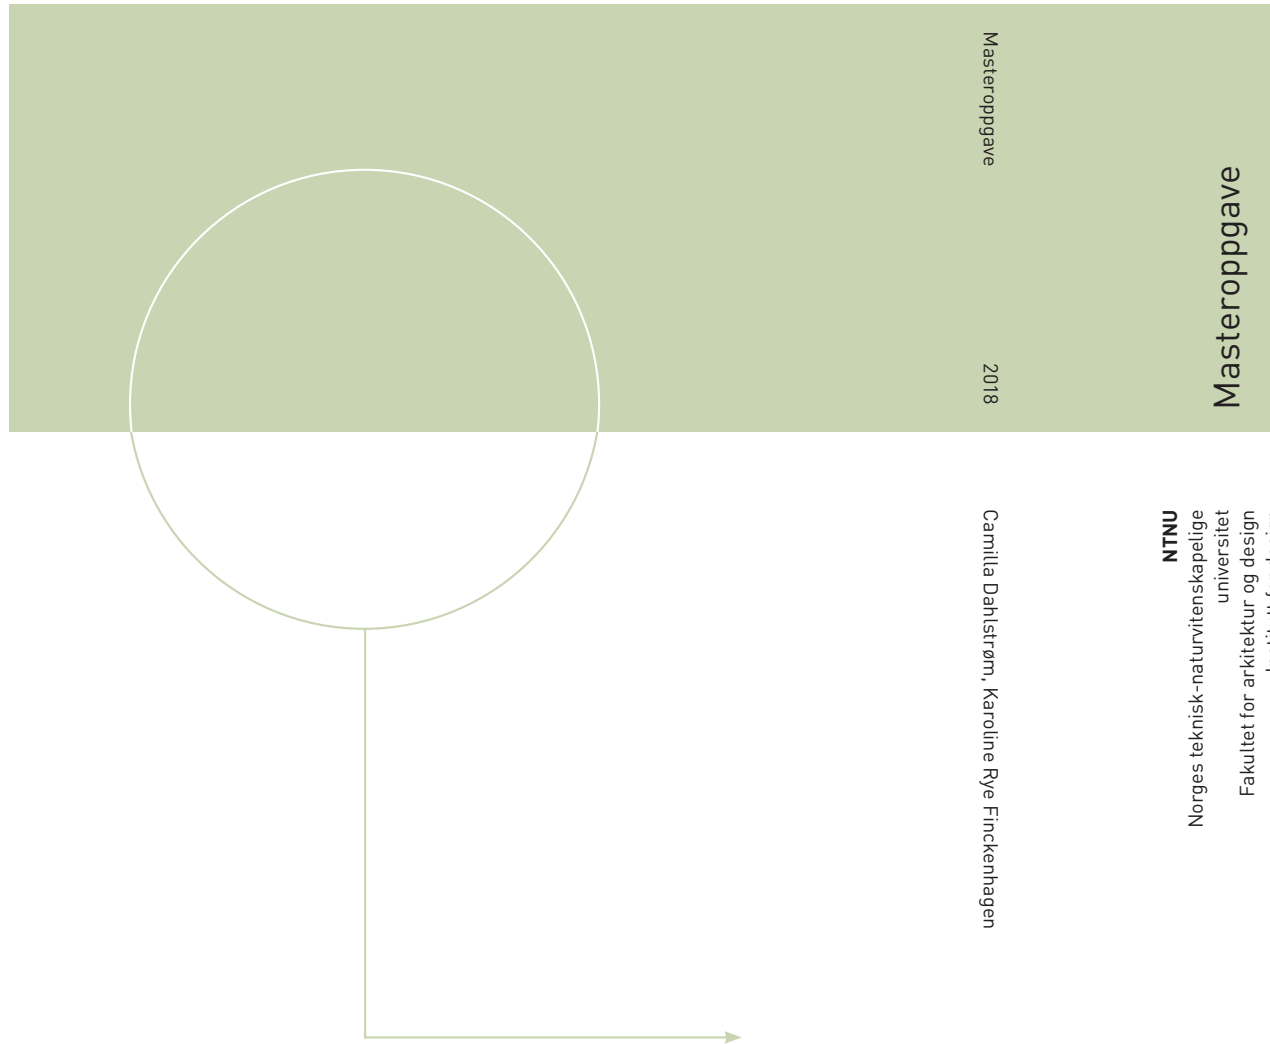 Masteroppgave
2018
Camilla Dahlstrøm, Karoline Rye Finckenhagen
Masteroppgave
NTNU
Norges teknisk-naturvitenskapelige
universitet
Fakultet for arkitektur og design